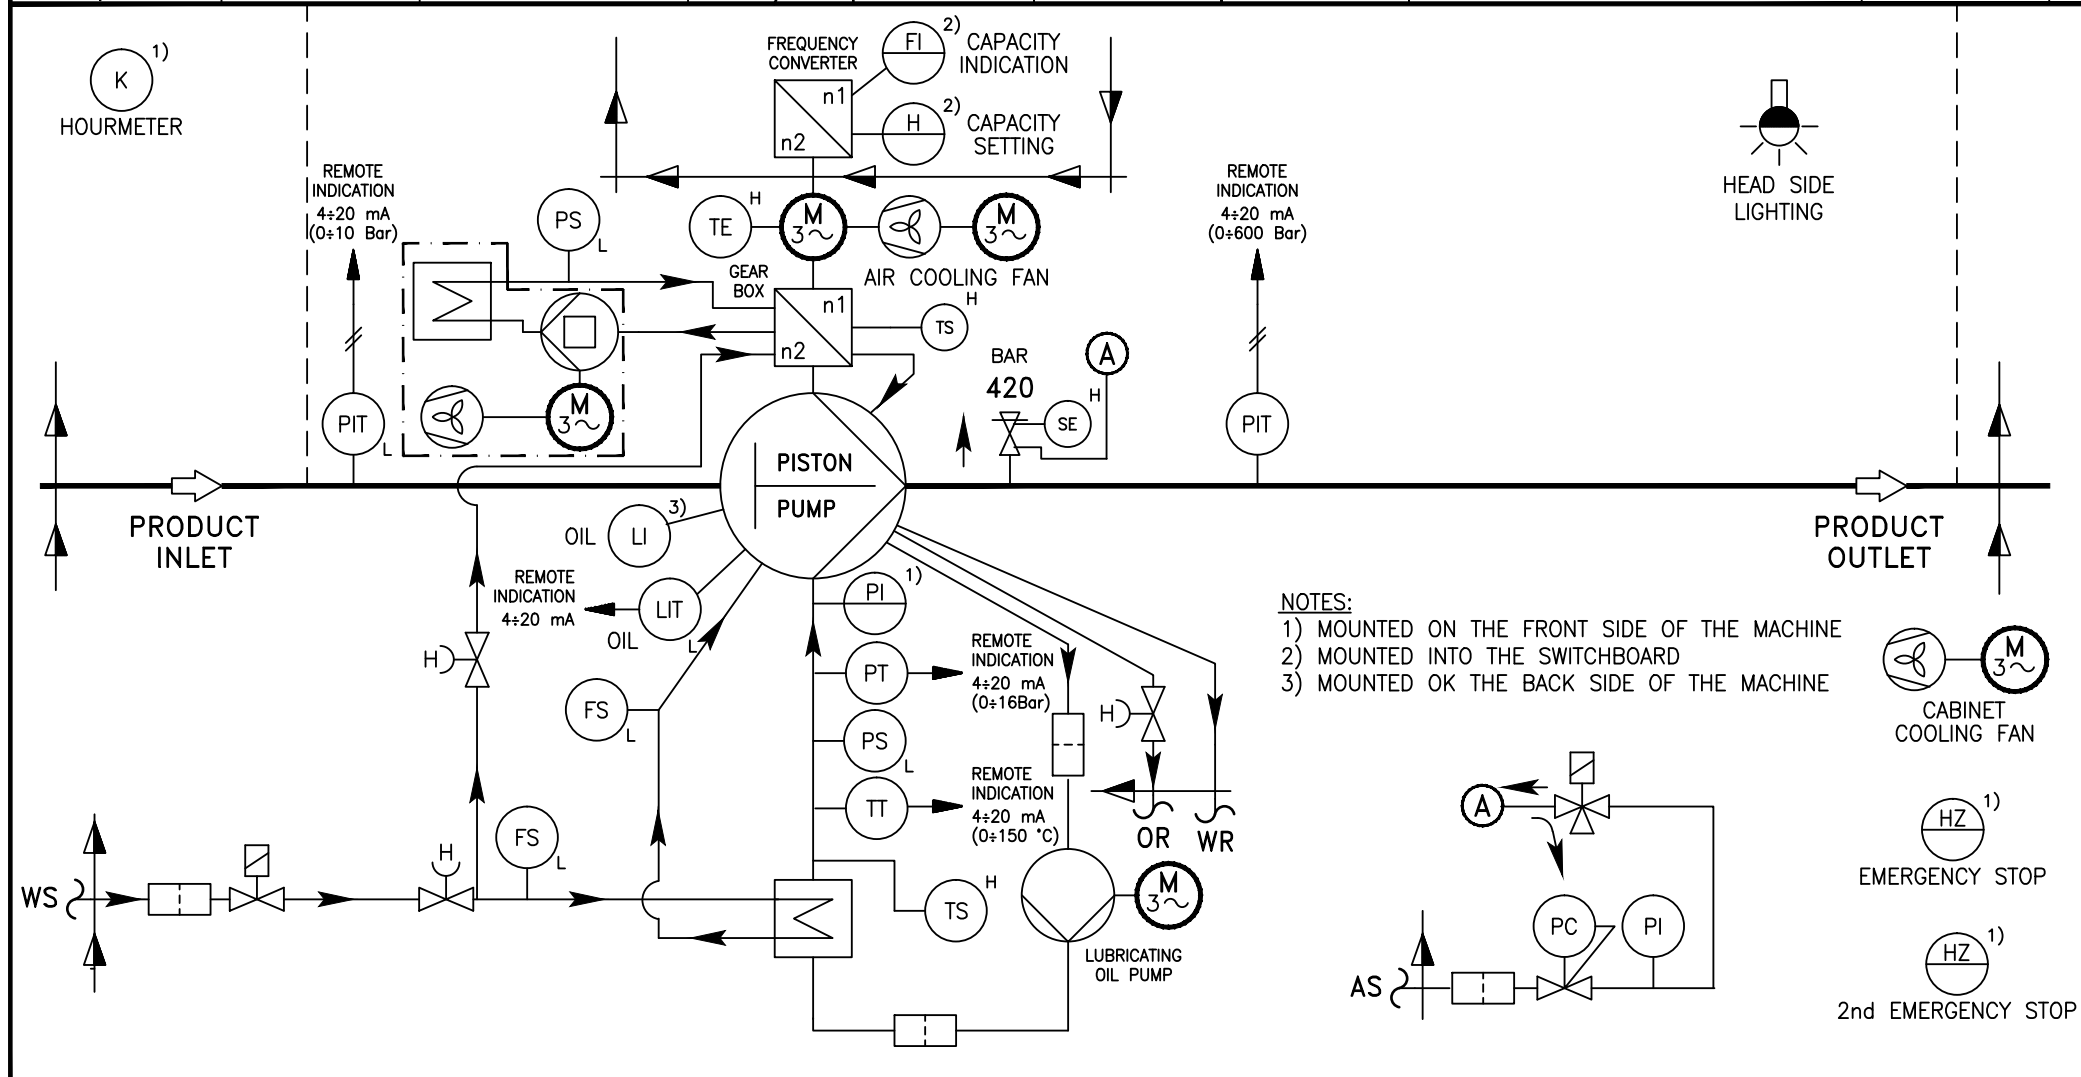 K
1)
HOURMETER
FREQUENCY
CONVERTER
n1
n2
FI
2)
CAPACITY
INDICATION
H
2)
CAPACITY
SETTING
HEAD SIDE
LIGHTING
REMOTE
INDICATION
4÷20 mA
(0÷10 Bar)
PS
L
TE
H
M
3~
M
3~
AIR COOLING FAN
REMOTE
INDICATION
4÷20 mA
(0÷600 Bar)
GEAR
BOX
n1
n2
TS
H
M
3~
PIT
L
BAR
420
SE
H
A
PIT
PISTON
PUMP
PRODUCT
INLET
PRODUCT
OUTLET
OIL
LI
3)
REMOTE
INDICATION
4÷20 mA
LIT
OIL
L
PI
1)
PT
REMOTE
INDICATION
4÷20 mA
(0÷16Bar)
PS
L
TT
REMOTE
INDICATION
4÷20 mA
(0÷150 °C)
H
FS
L
H
OR
WR
NOTES:
1) MOUNTED ON THE FRONT SIDE OF THE MACHINE
2) MOUNTED INTO THE SWITCHBOARD
3) MOUNTED OK THE BACK SIDE OF THE MACHINE
M
3~
CABINET
COOLING FAN
WS
H
FS
L
TS
H
M
3~
LUBRICATING
OIL PUMP
A
HZ
1)
EMERGENCY STOP
PC
PI
AS
HZ
1)
2nd EMERGENCY STOP